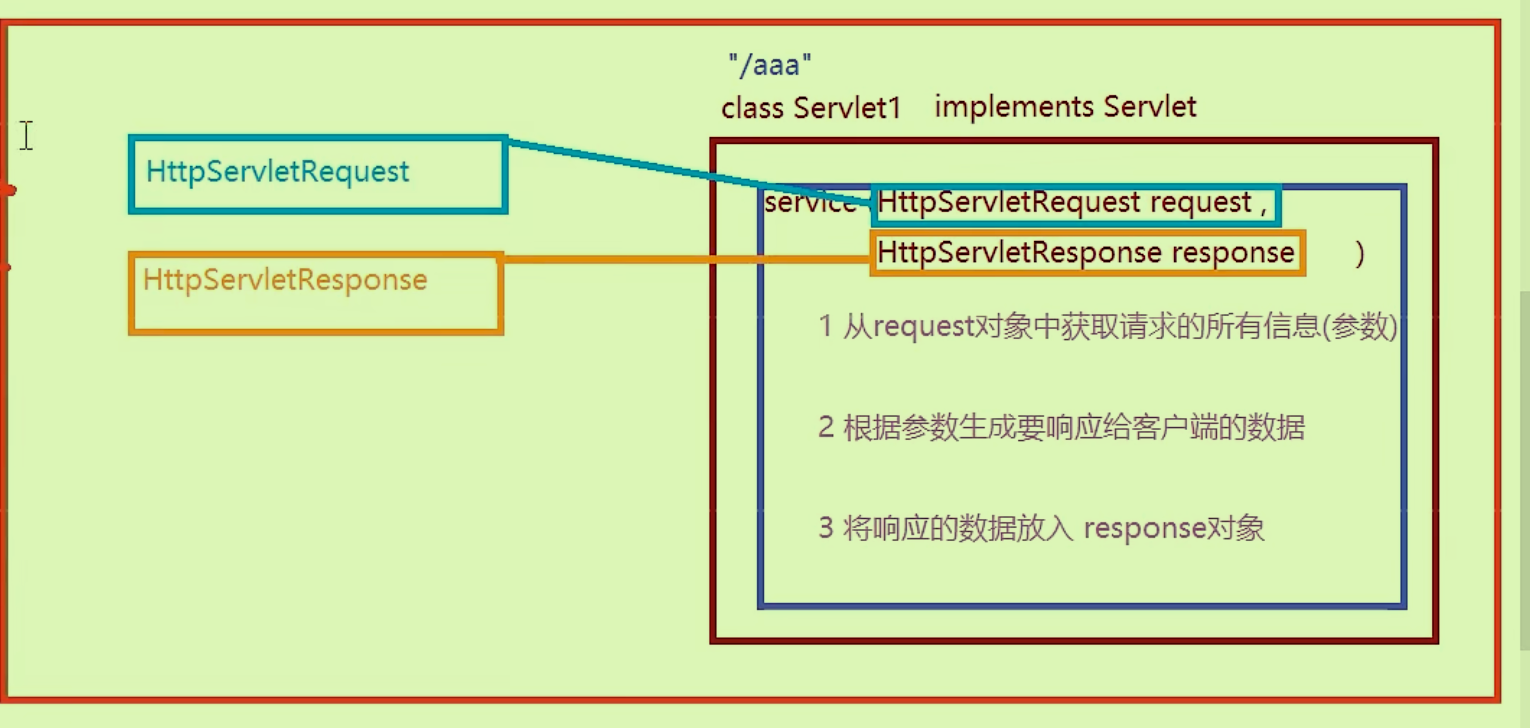 "/aaa"
class Servlet1 implements Servlet
HttpServletRequest
service HttpServletRequest request ,
HttpServletResponse
HttpServletResponse response )
1 从request对象中获取请求的所有信息(参数)
2 根据参数生成要响应给客户端的数据
3 将响应的数据放入 response对象